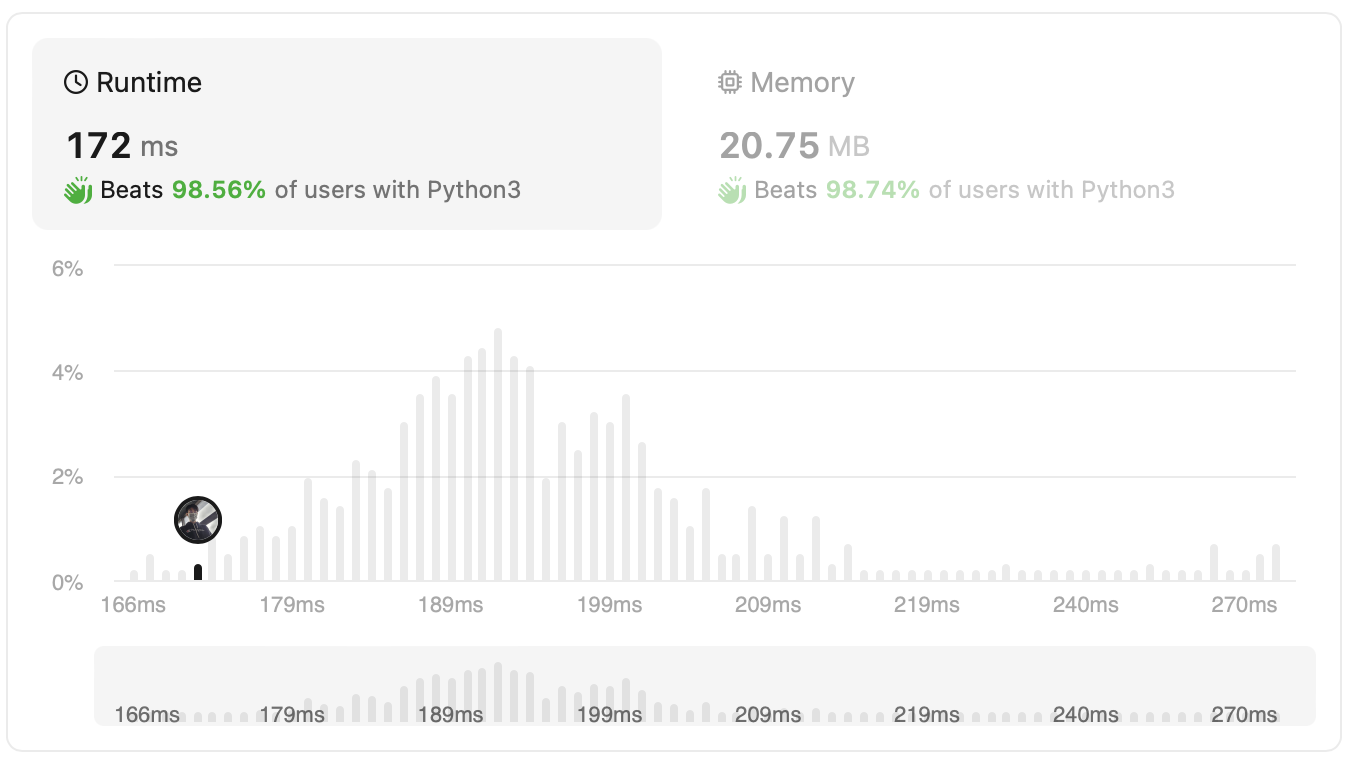 Runtime
172 ms
Beats 98.56% of users with Python3
Memory
20.75 MB
Beats 98.74% of users with Python3
6%
4%
2%
0%
166ms 179ms 189ms 199ms 209ms 219ms 240ms 270ms
166ms 179ms 189ms 199ms 209ms 219ms 240ms 270ms